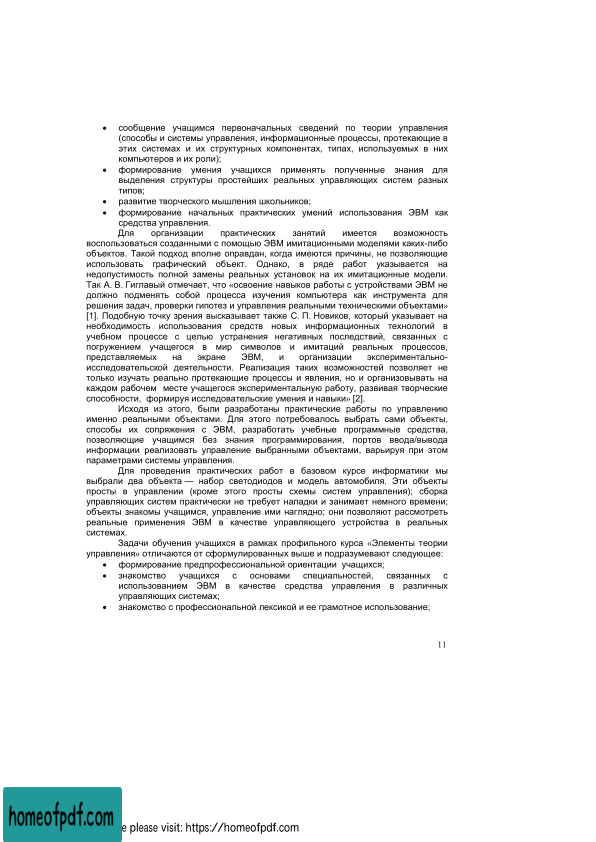 • сообщение учащимся первоначальных сведений по теории управления
(способы и системы управления, информационные процессы, протекающие в
этих системах и их структурных компонентах, типах, используемых в них
компьютеров и их роли);
• формирование умения учащихся применять полученные знания для
выделения структуры простейших реальных управляющих систем разных
типов;
• развитие творческого мышления школьников;
• формирование начальных практических умений использования ЭВМ как
средства управления.
Для организации практических занятий имеется возможность
воспользоваться созданными с помощью ЭВМ имитационными моделями каких-либо
объектов. Такой подход вполне оправдан, когда имеются причины, не позволяющие
использовать графический объект. Однако, в ряде работ указывается на
недопустимость полной замены реальных установок на их имитационные модели.
Так А. В. Гиглавый отмечает, что «освоение навыков работы с устройствами ЭВМ не
должно подменять собой процесса изучения компьютера как инструмента для
решения задач, проверки гипотез и управления реальными техническими объектами»
[1]. Подобную точку зрения высказывает также С. П. Новиков, который указывает на
необходимость использования средств новых информационных технологий в
учебном процессе с целью устранения негативных последствий, связанных с
погружением учащегося в мир символов и имитаций реальных процессов,
представляемых на экране ЭВМ, и организации экспериментально-
исследовательской деятельности. Реализация таких возможностей позволяет не
только изучать реально протекающие процессы и явления, но и организовывать на
каждом рабочем месте учащегося экспериментальную работу, развивая творческие
способности, формируя исследовательские умения и навыки» [2].
Исходя из этого, были разработаны практические работы по управлению
именно реальными объектами. Для этого потребовалось выбрать сами объекты,
способы их сопряжения с ЭВМ, разработать учебные программные средства,
позволяющие учащимся без знания программирования, портов ввода/вывода
информации реализовать управление выбранными объектами, варьируя при этом
параметрами системы управления.
Для проведения практических работ в базовом курсе информатики мы
выбрали два объекта — набор светодиодов и модель автомобиля. Эти объекты
просты в управлении (кроме этого просты схемы систем управления); сборка
управляющих систем практически не требует наладки и занимает немного времени;
объекты знакомы учащимся, управление ими наглядно; они позволяют рассмотреть
реальные применения ЭВМ в качестве управляющего устройства в реальных
системах.
Задачи обучения учащихся в рамках профильного курса «Элементы теории
управления» отличаются от сформулированных выше и подразумевают следующее:
• формирование предпрофессиональной ориентации учащихся;
• знакомство учащихся с основами специальностей, связанных с
использованием ЭВМ в качестве средства управления в различных
управляющих системах;
• знакомство с профессиональной лексикой и ее грамотное использование;
11
homeofpdf.com
e please visit: https://homeofpdf.com